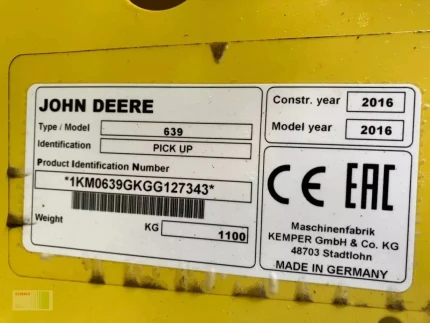 JOHN DEERE
Type / Model 639
Identification PICK UP
Product Identification Number
*1KM0639GKGG127343*
Weight KG 1100
Constr. year 2016
Model year 2016
CE EAC
Maschinenfabrik
KEMPER GmbH & Co. KG
48703 Stadtlohn
MADE IN GERMANY